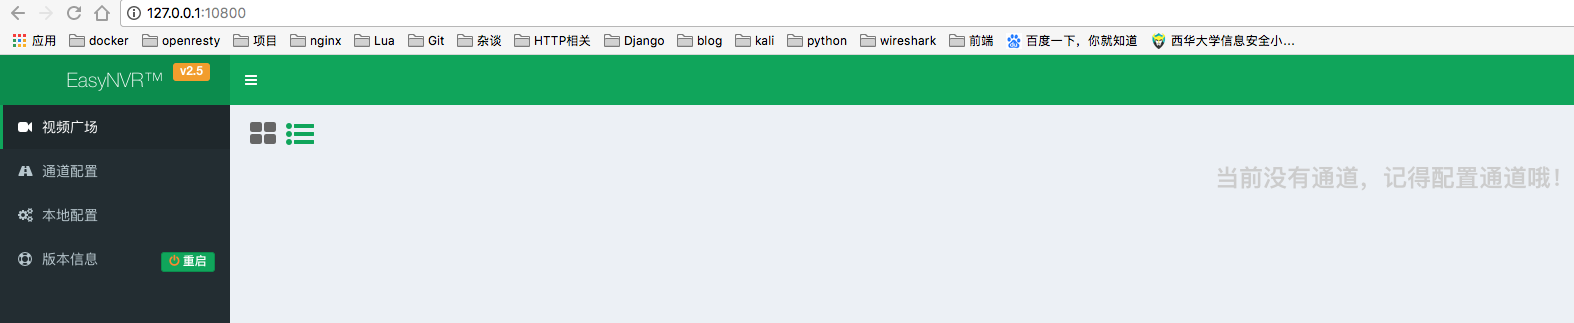 127.0.0.1:10800
应用 docker openresty 项目 nginx Lua Git 杂谈 HTTP相关 Django blog kali python wireshark 前端 百度一下，你就知道 西华大学信息安全小...
EasyNVR™ v2.5
视频广场
当前没有通道，记得配置通道哦！
通道配置
本地配置
版本信息 重启